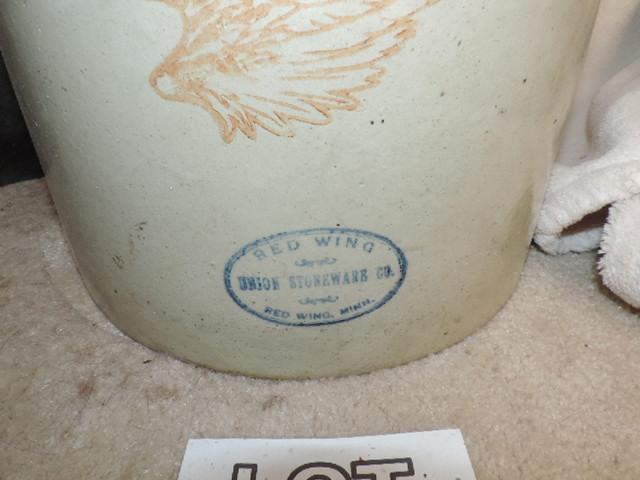 RED WING
UNION STONEWARE CO.
RED WING, MINN.
LOT